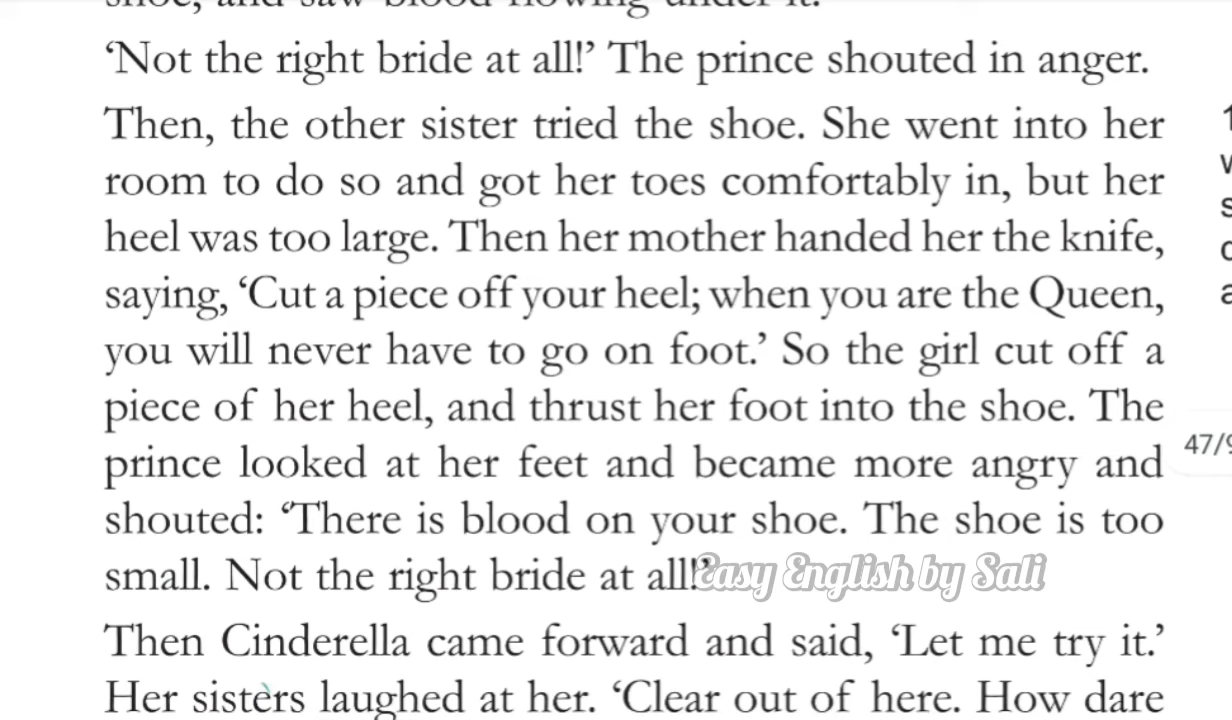 shoe, and saw blood flowing under it.
‘Not the right bride at all!’ The prince shouted in anger.
Then, the other sister tried the shoe. She went into her
room to do so and got her toes comfortably in, but her
heel was too large. Then her mother handed her the knife,
saying, ‘Cut a piece off your heel; when you are the Queen,
you will never have to go on foot.’ So the girl cut off a
piece of her heel, and thrust her foot into the shoe. The
prince looked at her feet and became more angry and
shouted: ‘There is blood on your shoe. The shoe is too
small. Not the right bride at all!’
Easy English by Sali
Then Cinderella came forward and said, ‘Let me try it.’
Her sisters laughed at her. ‘Clear out of here. How dare
47/9